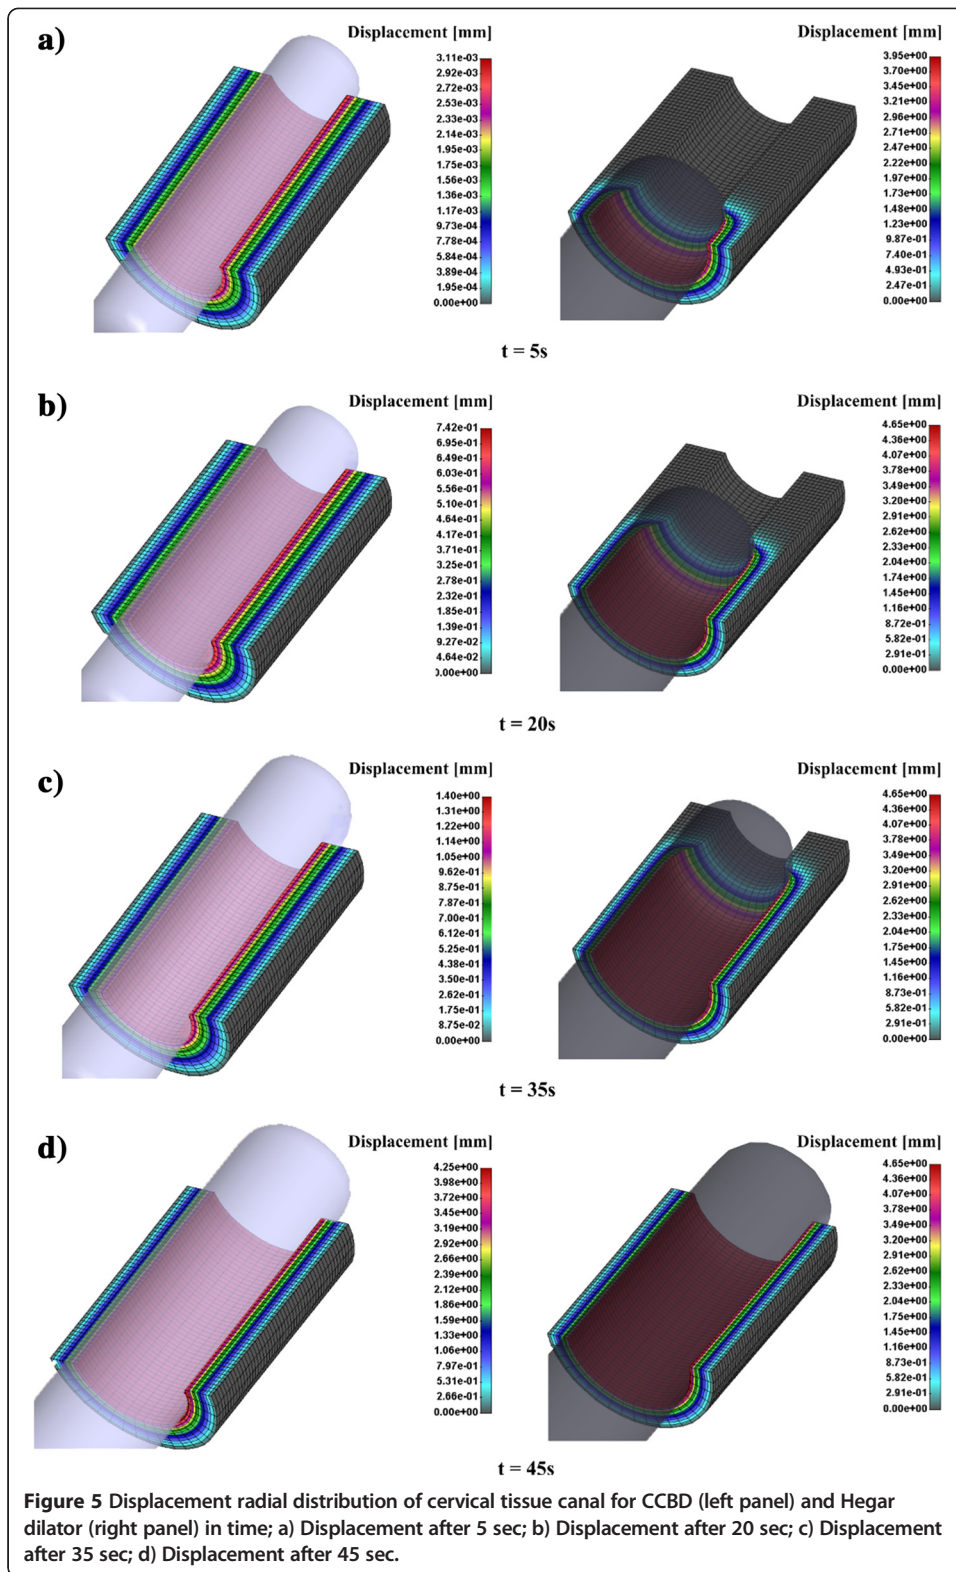 a)
Displacement [mm]
3.11e-03
2.92e-03
2.72e-03
2.53e-03
2.33e-03
2.14e-03
1.95e-03
1.75e-03
1.56e-03
1.36e-03
1.17e-03
9.73e-04
7.78e-04
5.84e-04
3.89e-04
1.95e-04
0.00e+00
Displacement [mm]
3.95e+00
3.70e+00
3.45e+00
3.21e+00
2.96e+00
2.71e+00
2.47e+00
2.22e+00
1.97e+00
1.73e+00
1.48e+00
1.23e+00
9.87e-01
7.40e-01
4.93e-01
2.47e-01
0.00e+00
t = 5s
b)
Displacement [mm]
7.42e-01
6.95e-01
6.49e-01
6.03e-01
5.56e-01
5.10e-01
4.64e-01
4.17e-01
3.71e-01
3.25e-01
2.78e-01
2.32e-01
1.85e-01
1.39e-01
9.27e-02
4.64e-02
0.00e+00
Displacement [mm]
4.65e+00
4.36e+00
4.07e+00
3.78e+00
3.49e+00
3.20e+00
2.91e+00
2.62e+00
2.33e+00
2.04e+00
1.74e+00
1.45e+00
1.16e+00
8.72e-01
5.82e-01
2.91e-01
0.00e+00
t = 20s
c)
Displacement [mm]
1.40e+00
1.31e+00
1.22e+00
1.14e+00
1.05e+00
9.62e-01
8.75e-01
7.87e-01
7.00e-01
6.12e-01
5.25e-01
4.38e-01
3.50e-01
2.62e-01
1.75e-01
8.75e-02
0.00e+00
Displacement [mm]
4.65e+00
4.36e+00
4.07e+00
3.78e+00
3.49e+00
3.20e+00
2.91e+00
2.62e+00
2.33e+00
2.04e+00
1.75e+00
1.45e+00
1.16e+00
8.73e-01
5.82e-01
2.91e-01
0.00e+00
t = 35s
d)
Displacement [mm]
4.25e+00
3.98e+00
3.72e+00
3.45e+00
3.19e+00
2.92e+00
2.66e+00
2.39e+00
2.12e+00
1.86e+00
1.59e+00
1.33e+00
1.06e+00
7.97e-01
5.31e-01
2.66e-01
0.00e+00
Displacement [mm]
4.65e+00
4.36e+00
4.07e+00
3.78e+00
3.49e+00
3.20e+00
2.91e+00
2.62e+00
2.33e+00
2.04e+00
1.75e+00
1.45e+00
1.16e+00
8.73e-01
5.82e-01
2.91e-01
0.00e+00
t = 45s
Figure 5 Displacement radial distribution of cervical tissue canal for CCBD (left panel) and Hegar
dilator (right panel) in time; a) Displacement after 5 sec; b) Displacement after 20 sec; c) Displacement
after 35 sec; d) Displacement after 45 sec.